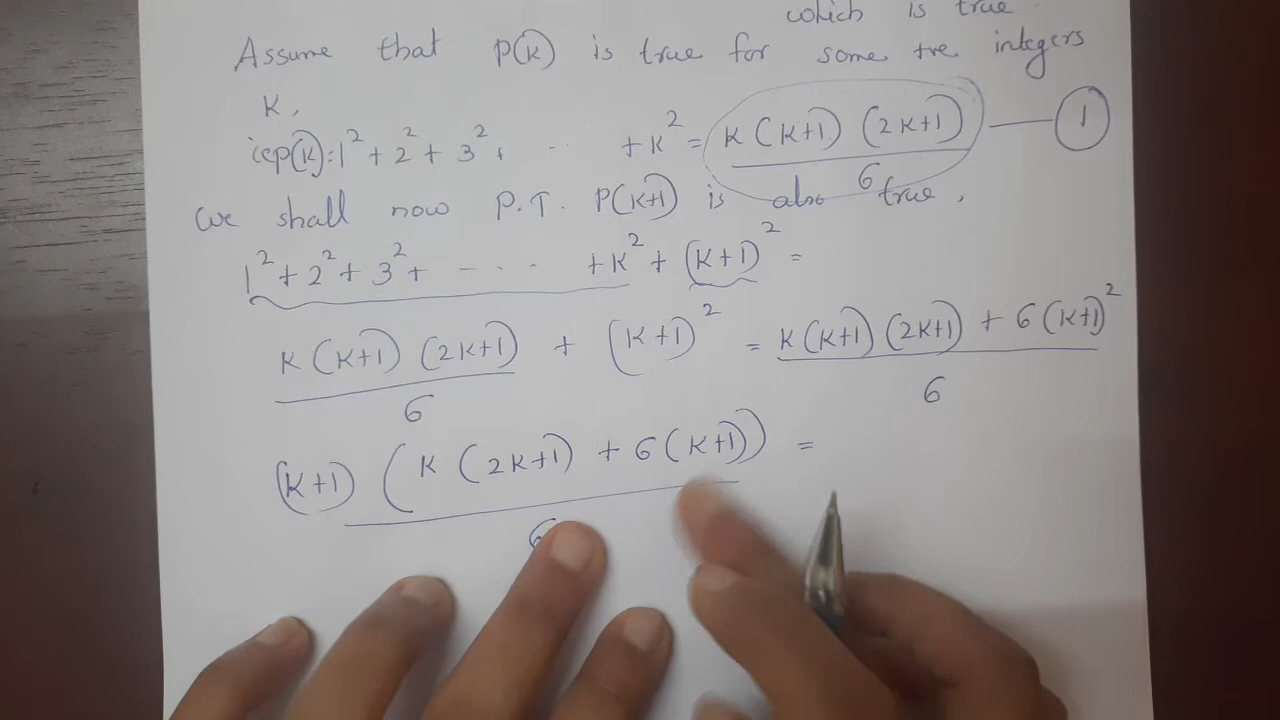 which is true
Assume that P(k) is true for some +ve integers
K,
ie P(k): 1² + 2² + 3² + - - + k² = k(k+1)(2k+1)/6 —— ①
We shall now P.T. P(k+1) is also true,
1² + 2² + 3² + - - - - + k² + (k+1)² =
k(k+1)(2k+1)/6 + (k+1)² = k(k+1)(2k+1) + 6(k+1)²/6
(k+1)(k(2k+1) + 6(k+1))/6 =